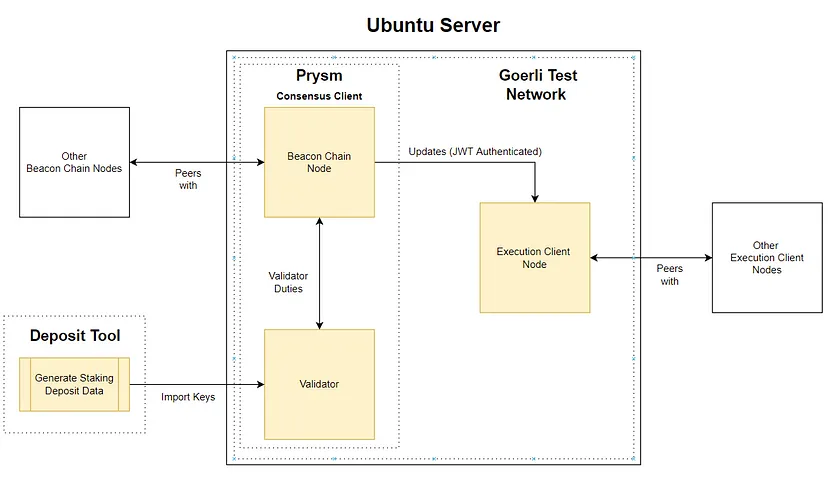 Ubuntu Server
Prysm
Consensus Client
Goerli Test
Network
Other
Beacon Chain Nodes
Peers
with
Beacon Chain
Node
Updates (JWT Authenticated)
Execution Client
Node
Peers
with
Other
Execution Client
Nodes
Validator
Duties
Deposit Tool
Generate Staking
Deposit Data
Import Keys
Validator